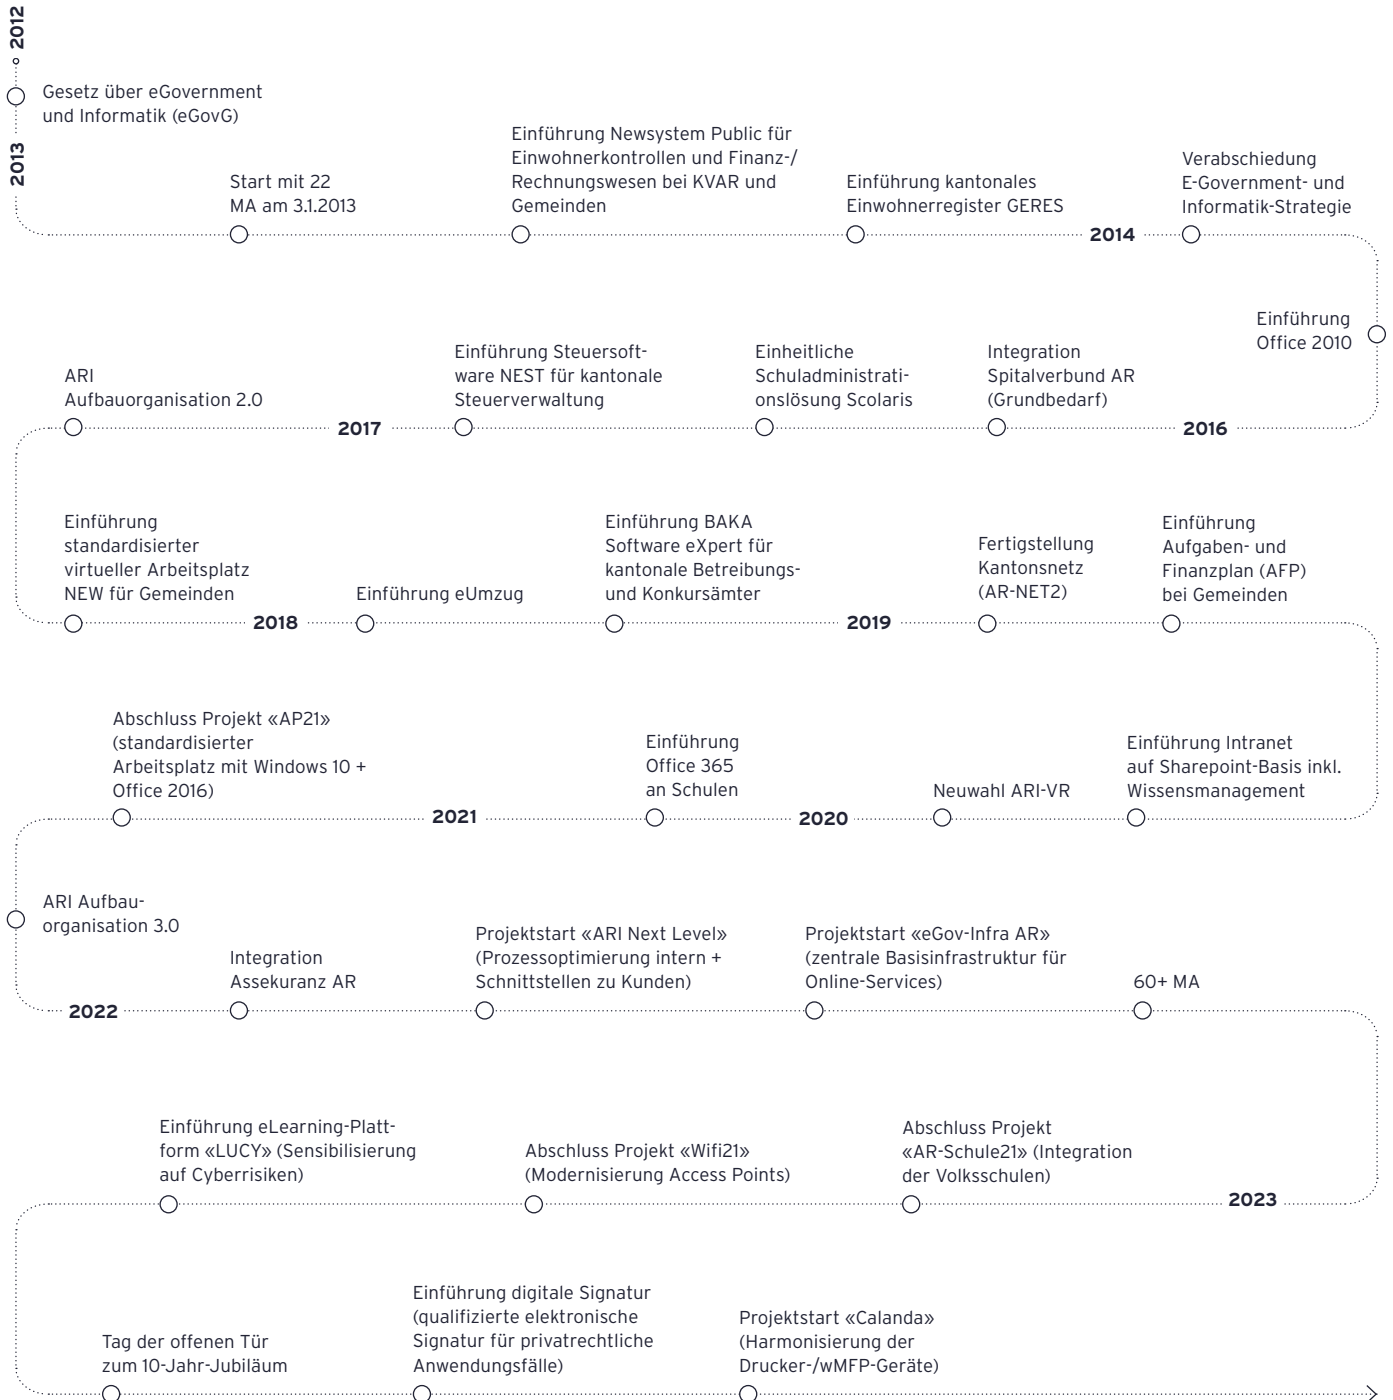 2012
Gesetz über eGovernment
und Informatik (eGovG)
2013
Start mit 22
MA am 3.1.2013
Einführung Newsystem Public für
Einwohnerkontrollen und Finanz-/
Rechnungswesen bei KVAR und
Gemeinden
Einführung kantonales
Einwohnerregister GERES
2014
Verabschiedung
E-Government- und
Informatik-Strategie
Einführung
Office 2010
2016
Integration
Spitalverbund AR
(Grundbedarf)
Einheitliche
Schuladministrati-
onslösung Scolaris
Einführung Steuersoft-
ware NEST für kantonale
Steuerverwaltung
2017
ARI
Aufbauorganisation 2.0
Einführung
standardisierter
virtueller Arbeitsplatz
NEW für Gemeinden
2018
Einführung eUmzug
Einführung BAKA
Software eXpert für
kantonale Betreibungs-
und Konkursämter
2019
Fertigstellung
Kantonsnetz
(AR-NET2)
Einführung
Aufgaben- und
Finanzplan (AFP)
bei Gemeinden
Einführung Intranet
auf Sharepoint-Basis inkl.
Wissensmanagement
Neuwahl ARI-VR
2020
Einführung
Office 365
an Schulen
2021
Abschluss Projekt «AP21»
(standardisierter
Arbeitsplatz mit Windows 10 +
Office 2016)
ARI Aufbau-
organisation 3.0
2022
Integration
Assekuranz AR
Projektstart «ARI Next Level»
(Prozessoptimierung intern +
Schnittstellen zu Kunden)
Projektstart «eGov-Infra AR»
(zentrale Basisinfrastruktur für
Online-Services)
60+ MA
2023
Abschluss Projekt
«AR-Schule21» (Integration
der Volksschulen)
Abschluss Projekt «Wifi21»
(Modernisierung Access Points)
Einführung eLearning-Platt-
form «LUCY» (Sensibilisierung
auf Cyberrisiken)
Tag der offenen Tür
zum 10-Jahr-Jubiläum
Einführung digitale Signatur
(qualifizierte elektronische
Signatur für privatrechtliche
Anwendungsfälle)
Projektstart «Calanda»
(Harmonisierung der
Drucker-/wMFP-Geräte)